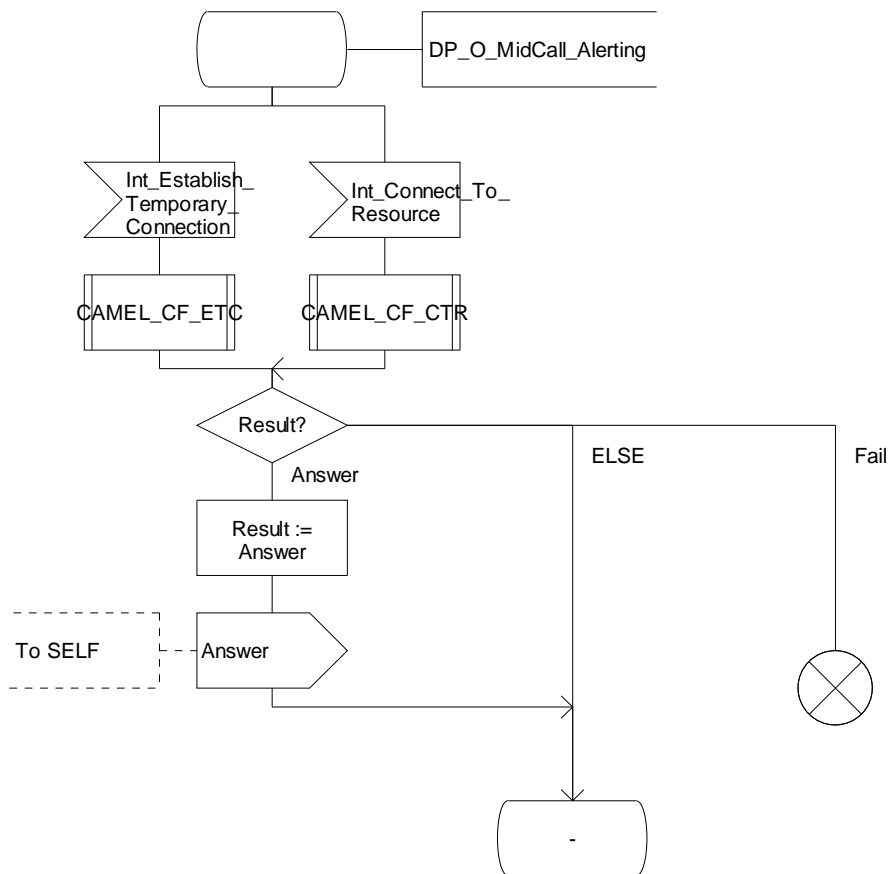 DP_O_MidCall_Alerting
Int_Establish_
Temporary_
Connection
Int_Connect_To_
Resource
CAMEL_CF_ETC
CAMEL_CF_CTR
Result?
ELSE
Fail
Answer
Result :=
Answer
To SELF
Answer
-